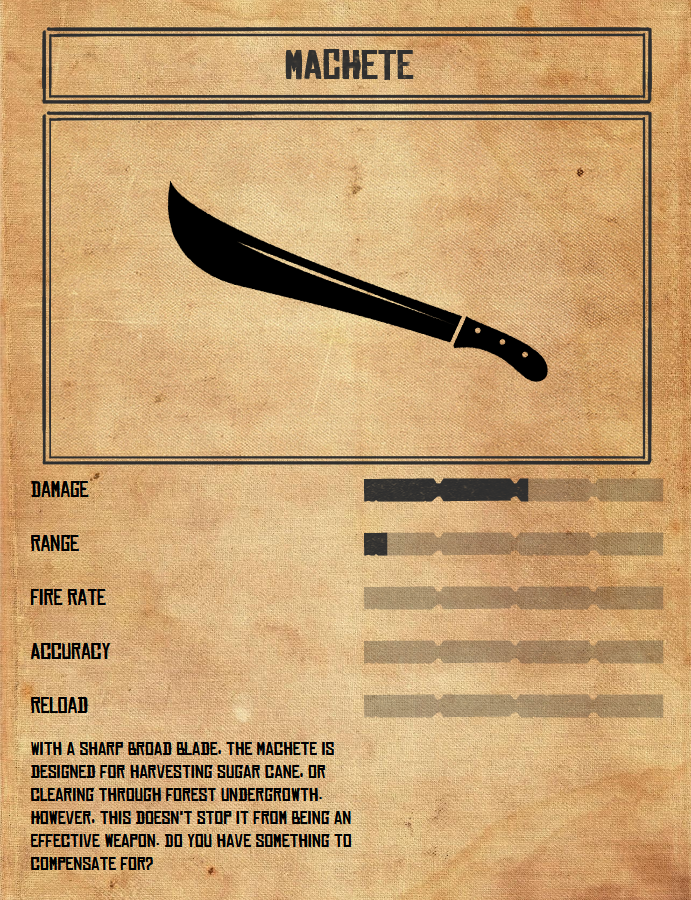 MACHETE
DAMAGE
RANGE
FIRE RATE
ACCURACY
RELOAD
WITH A SHARP BROAD BLADE, THE MACHETE IS
DESIGNED FOR HARVESTING SUGAR CANE, OR
CLEARING THROUGH FOREST UNDERGROWTH.
HOWEVER, THIS DOESN'T STOP IT FROM BEING AN
EFFECTIVE WEAPON. DO YOU HAVE SOMETHING TO
COMPENSATE FOR?